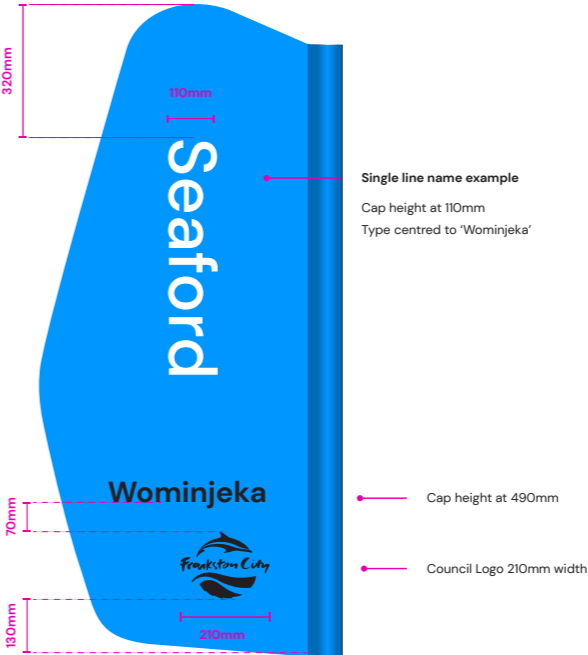 320mm
110mm
Seaford
Single line name example
Cap height at 110mm
Type centred to ‘Wominjeka’
Wominjeka
Cap height at 490mm
70mm
Frankston City
Council Logo 210mm width
130mm
210mm